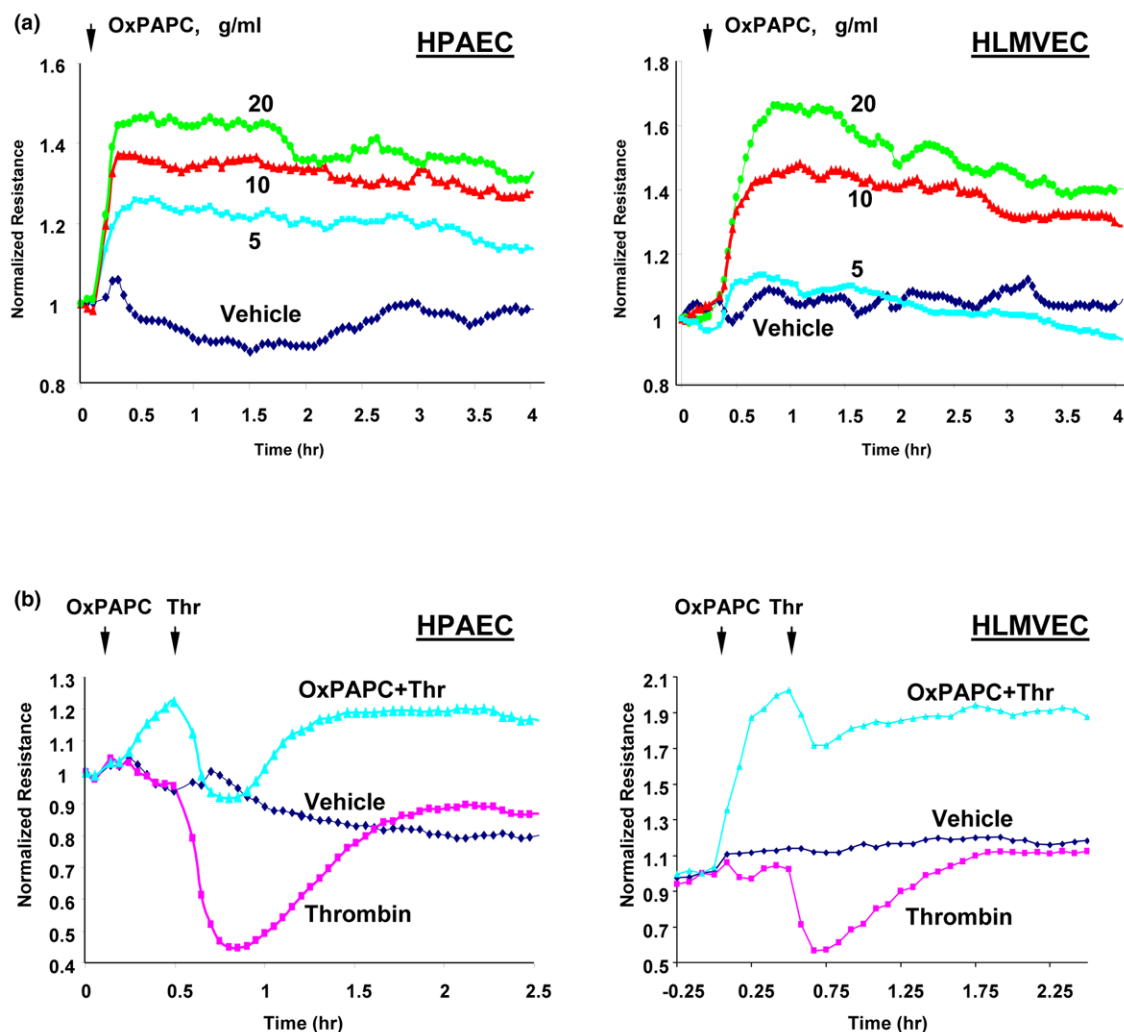 (a)
OxPAPC, g/ml
HPAEC
1.6
1.4
1.2
1
0.8
Normalized Resistance
20
10
5
Vehicle
0 0.5 1 1.5 2 2.5 3 3.5 4
Time (hr)
OxPAPC, g/ml
HLMVEC
1.8
1.6
1.4
1.2
1
0.8
Normalized Resistance
20
10
5
Vehicle
0 0.5 1 1.5 2 2.5 3 3.5 4
Time (hr)
(b)
OxPAPC Thr
HPAEC
1.3
1.2
1.1
1
0.9
0.8
0.7
0.6
0.5
0.4
Normalized Resistance
OxPAPC+Thr
Vehicle
Thrombin
0 0.5 1 1.5 2 2.5
Time (hr)
OxPAPC Thr
HLMVEC
2.1
1.9
1.7
1.5
1.3
1.1
0.9
0.7
0.5
Normalized Resistance
OxPAPC+Thr
Vehicle
Thrombin
-0.25 0.25 0.75 1.25 1.75 2.25
Time (hr)